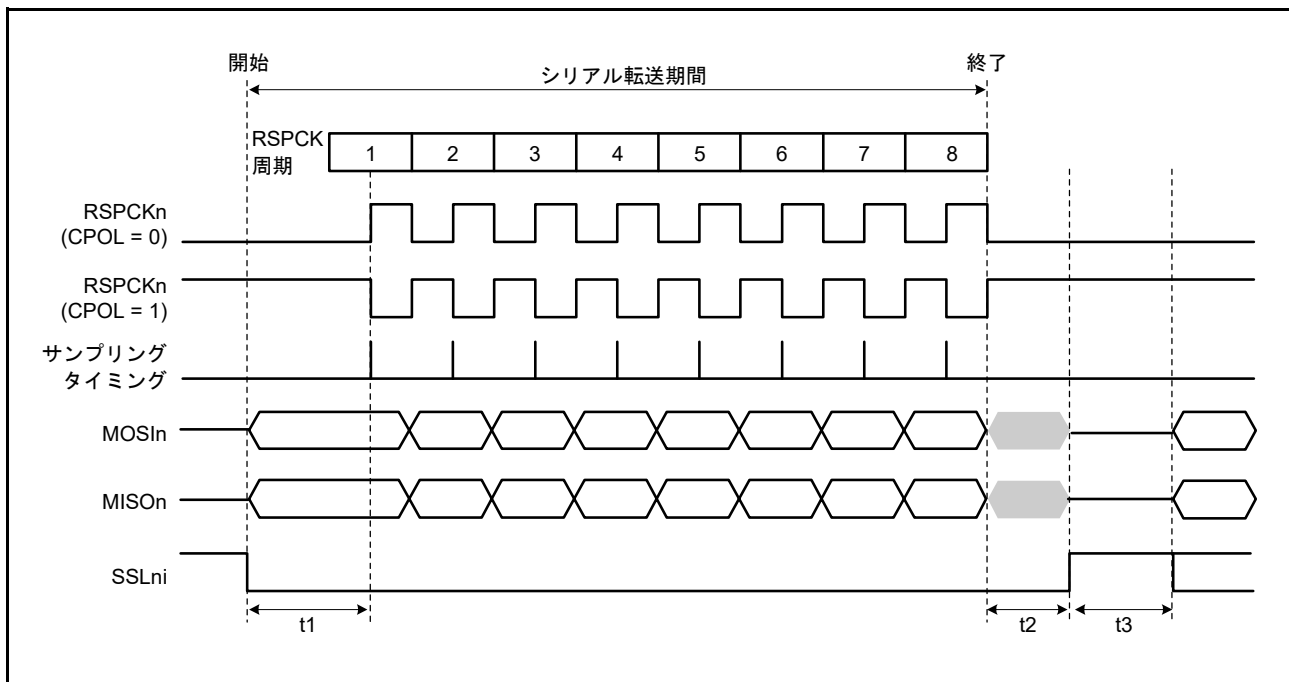 開始
シリアル転送期間
終了
RSPCK
周期
1 2 3 4 5 6 7 8
RSPCKn
(CPOL = 0)
RSPCKn
(CPOL = 1)
サンプリング
タイミング
MOSIn
MISOn
SSLni
t1
t2
t3